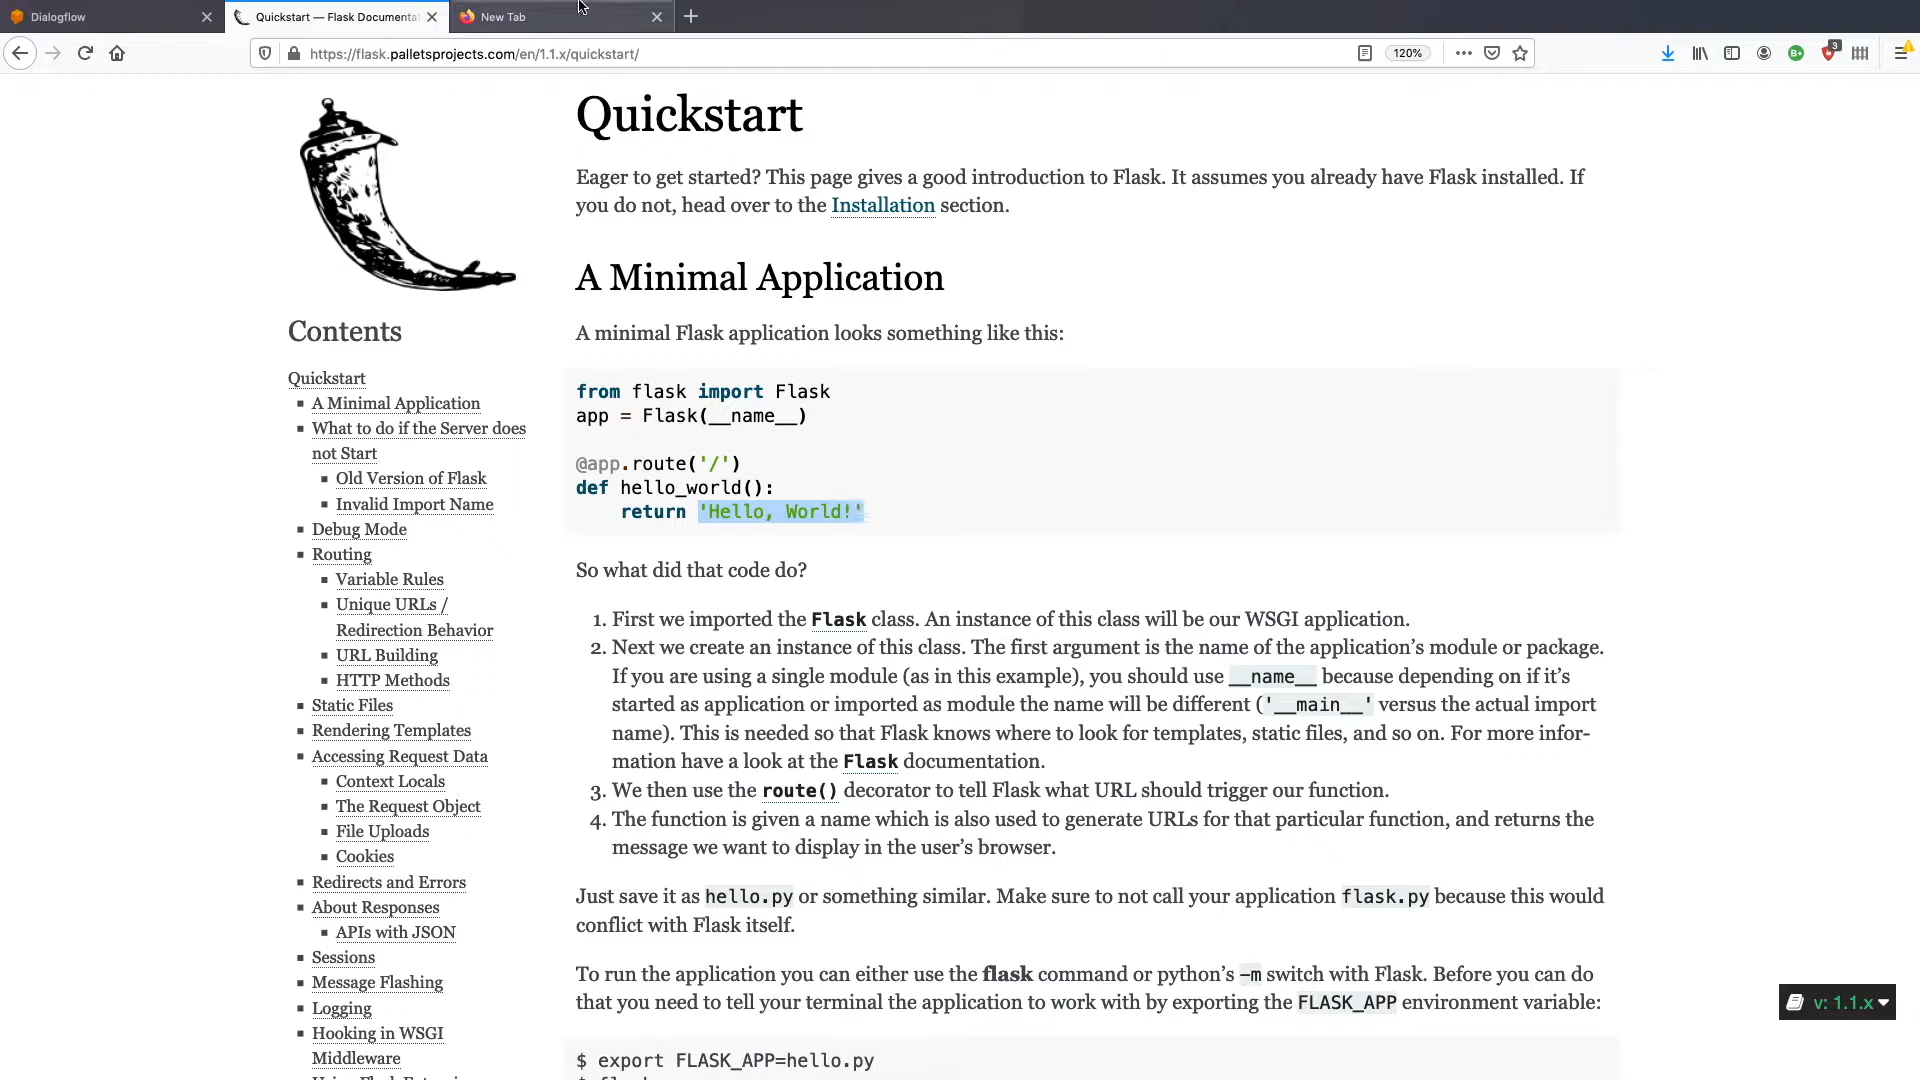 Dialogflow
Quickstart — Flask Documenta
New Tab
https://flask.palletsprojects.com/en/1.1.x/quickstart/
120%
3
Quickstart
Eager to get started? This page gives a good introduction to Flask. It assumes you already have Flask installed. If
you do not, head over to the Installation section.
A Minimal Application
A minimal Flask application looks something like this:
from flask import Flask
app = Flask(__name__)
@app.route('/')
def hello_world():
    return 'Hello, World!'
So what did that code do?
1. First we imported the Flask class. An instance of this class will be our WSGI application.
2. Next we create an instance of this class. The first argument is the name of the application’s module or package.
If you are using a single module (as in this example), you should use __name__ because depending on if it’s
started as application or imported as module the name will be different ('__main__' versus the actual import
name). This is needed so that Flask knows where to look for templates, static files, and so on. For more infor-
mation have a look at the Flask documentation.
3. We then use the route() decorator to tell Flask what URL should trigger our function.
4. The function is given a name which is also used to generate URLs for that particular function, and returns the
message we want to display in the user’s browser.
Just save it as hello.py or something similar. Make sure to not call your application flask.py because this would
conflict with Flask itself.
To run the application you can either use the flask command or python’s -m switch with Flask. Before you can do
that you need to tell your terminal the application to work with by exporting the FLASK_APP environment variable:
$ export FLASK_APP=hello.py
Contents
Quickstart
A Minimal Application
What to do if the Server does
not Start
Old Version of Flask
Invalid Import Name
Debug Mode
Routing
Variable Rules
Unique URLs /
Redirection Behavior
URL Building
HTTP Methods
Static Files
Rendering Templates
Accessing Request Data
Context Locals
The Request Object
File Uploads
Cookies
Redirects and Errors
About Responses
APIs with JSON
Sessions
Message Flashing
Logging
Hooking in WSGI
Middleware
v: 1.1.x